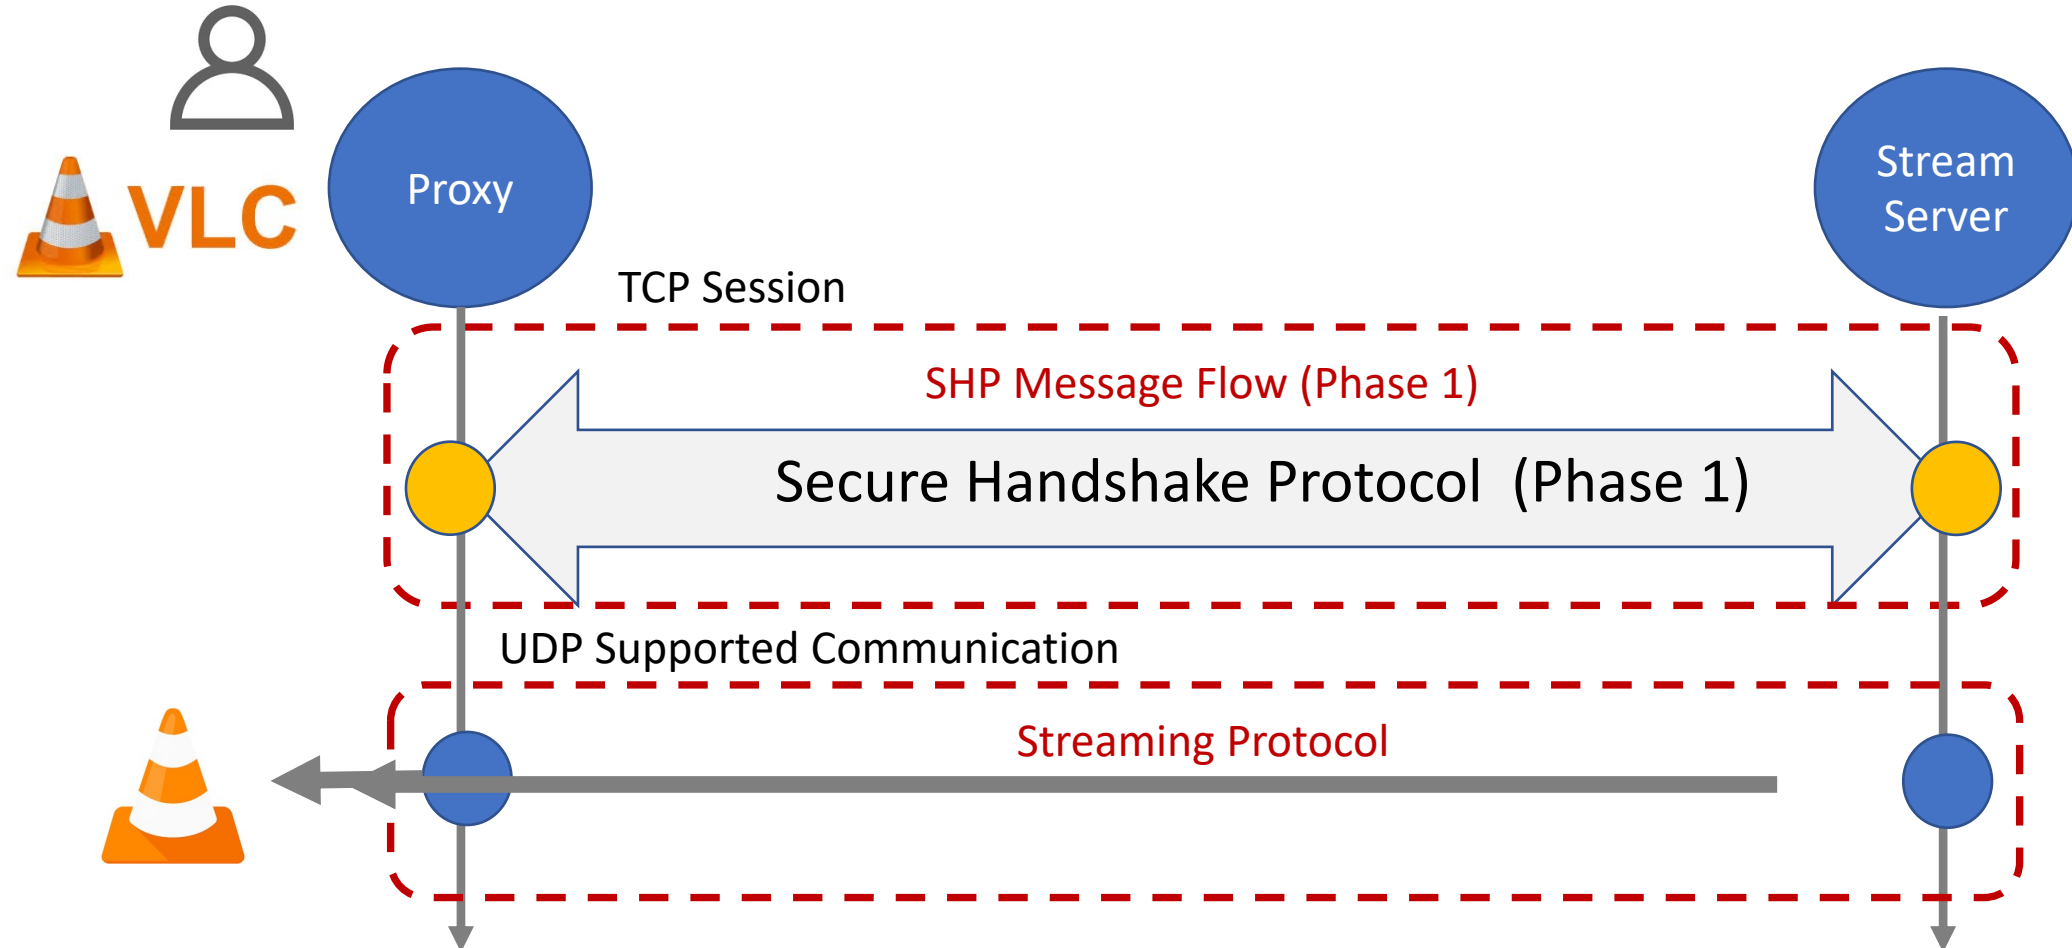 VLC
Proxy
Stream
Server
TCP Session
SHP Message Flow (Phase 1)
Secure Handshake Protocol (Phase 1)
UDP Supported Communication
Streaming Protocol